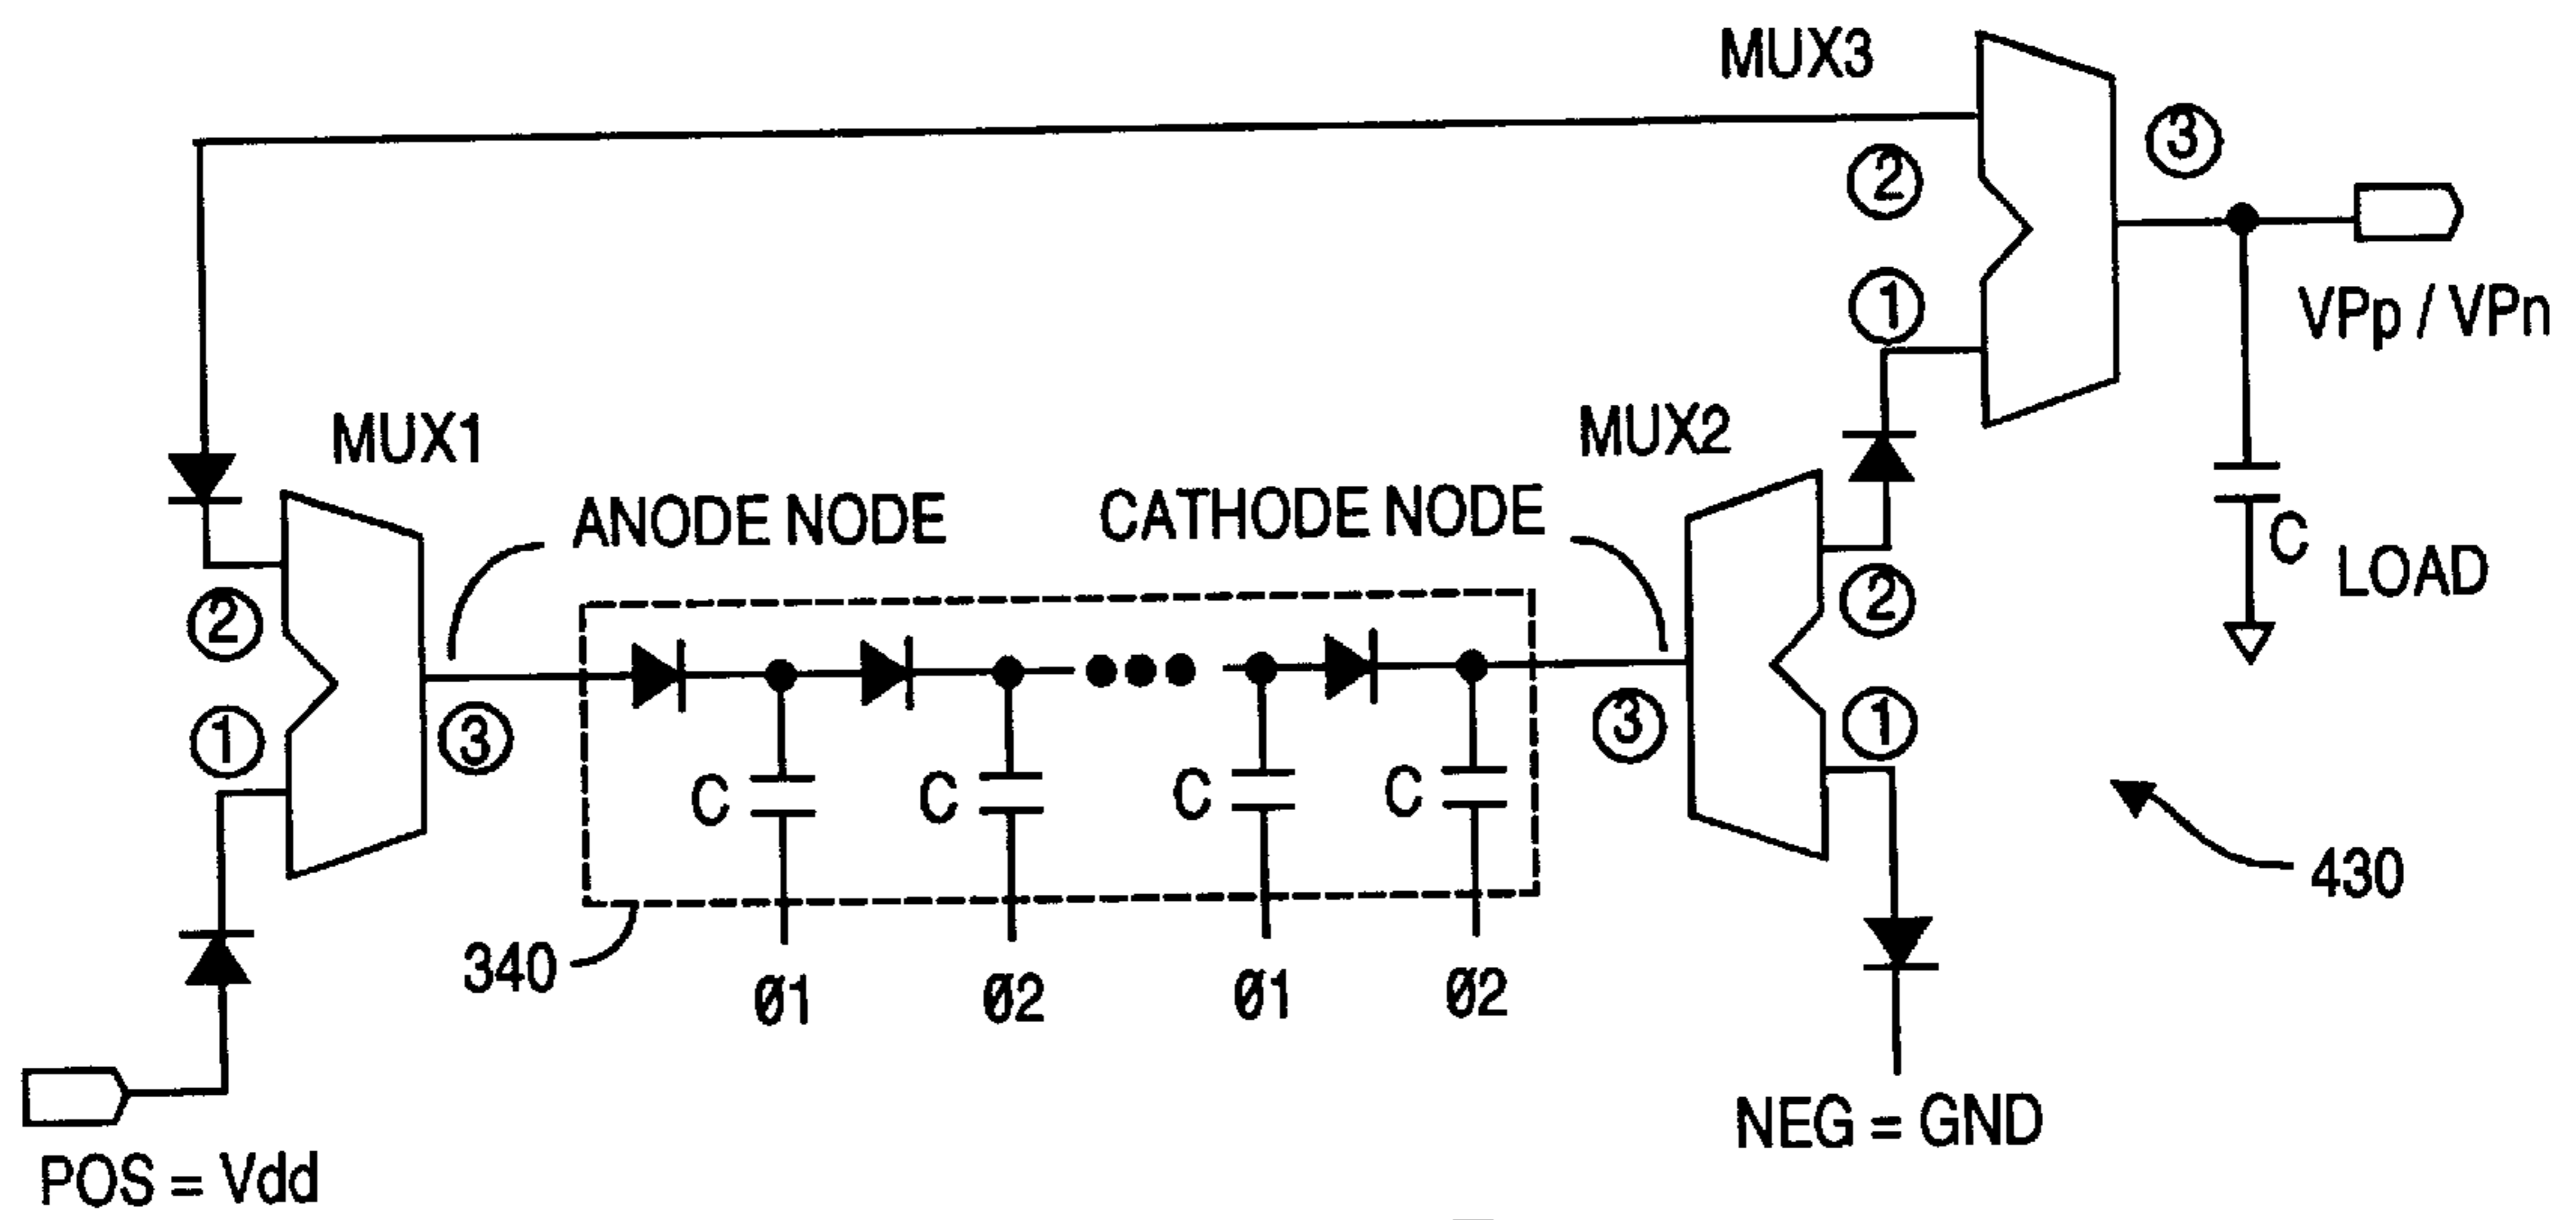 MUX3
②
③
①
VPp / VPn
MUX1
MUX2
ANODE NODE
CATHODE NODE
C
LOAD
②
①
③
③
②
①
C
C
C
C
430
340
Ø1
Ø2
Ø1
Ø2
POS = Vdd
NEG = GND